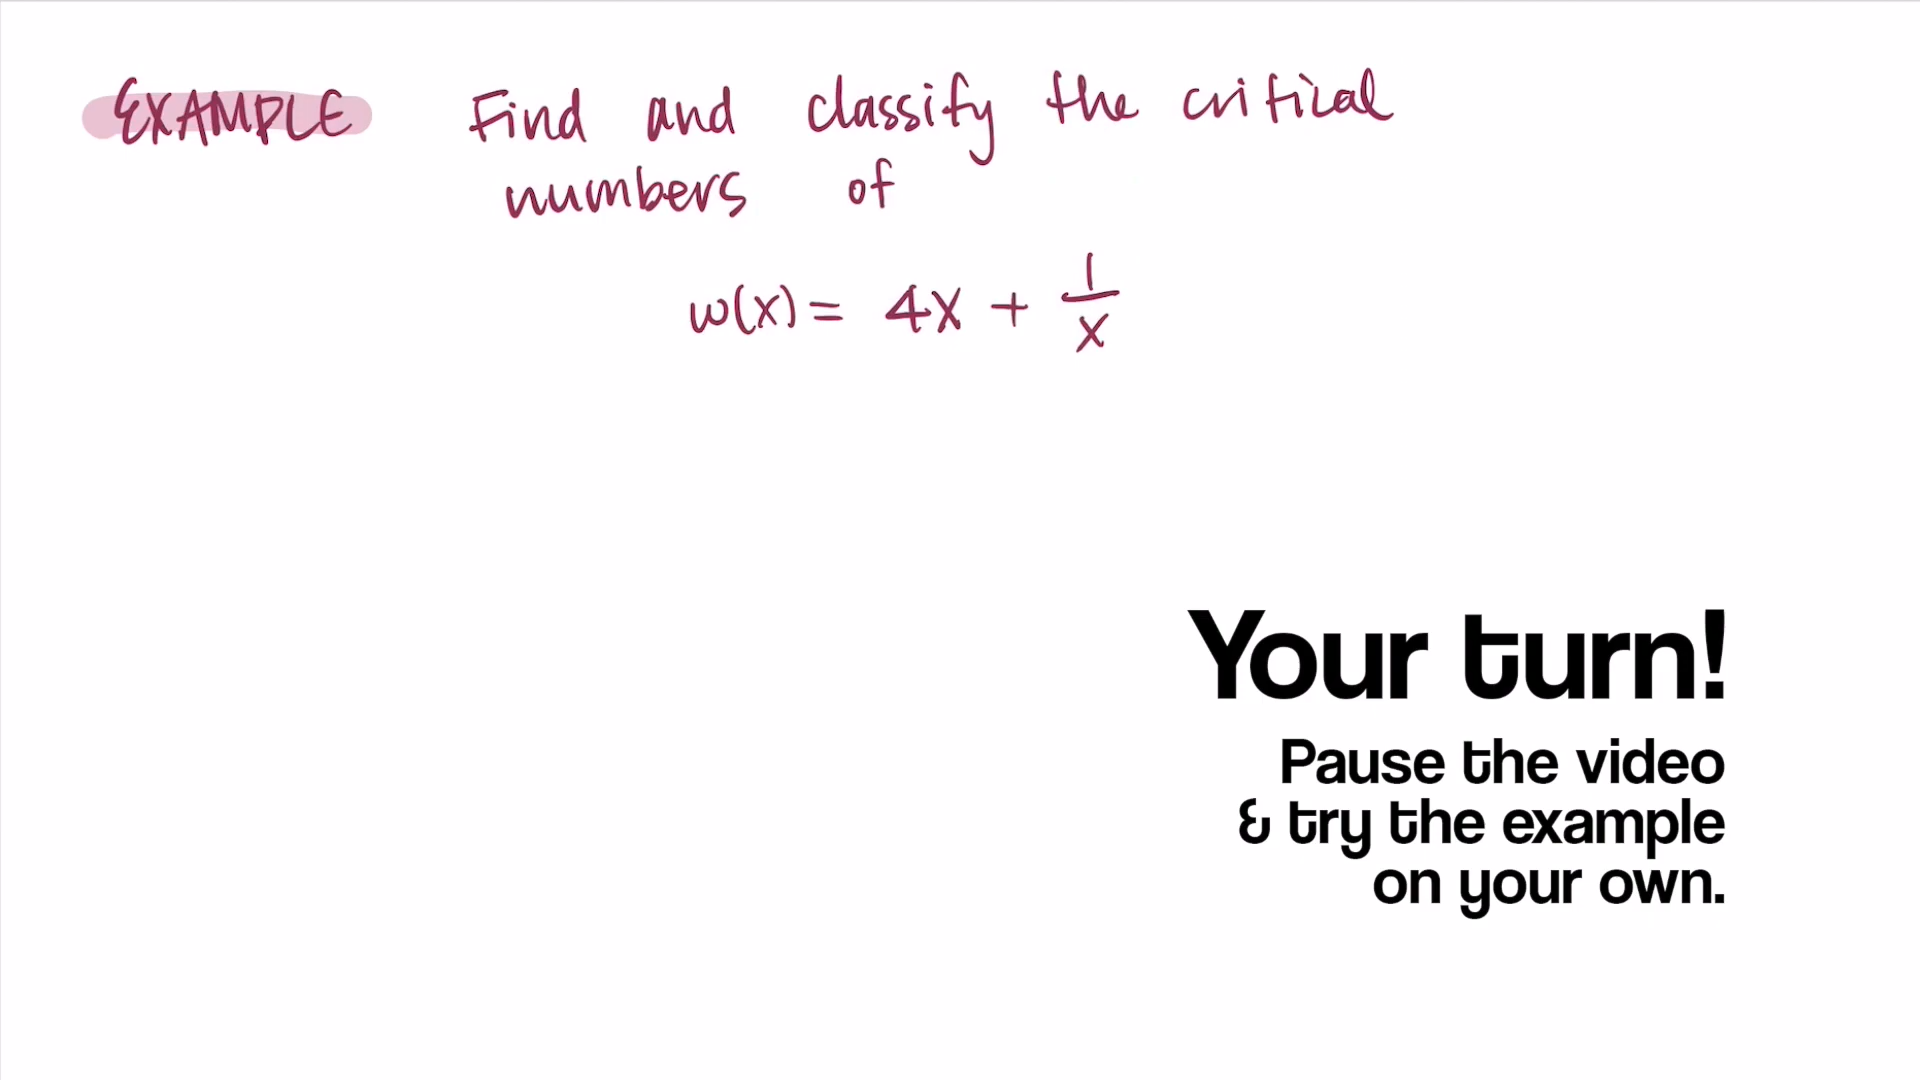 EXAMPLE Find and classify the critical
numbers of
w(x) = 4x + 1/x
Your turn!
Pause the video
& try the example
on your own.